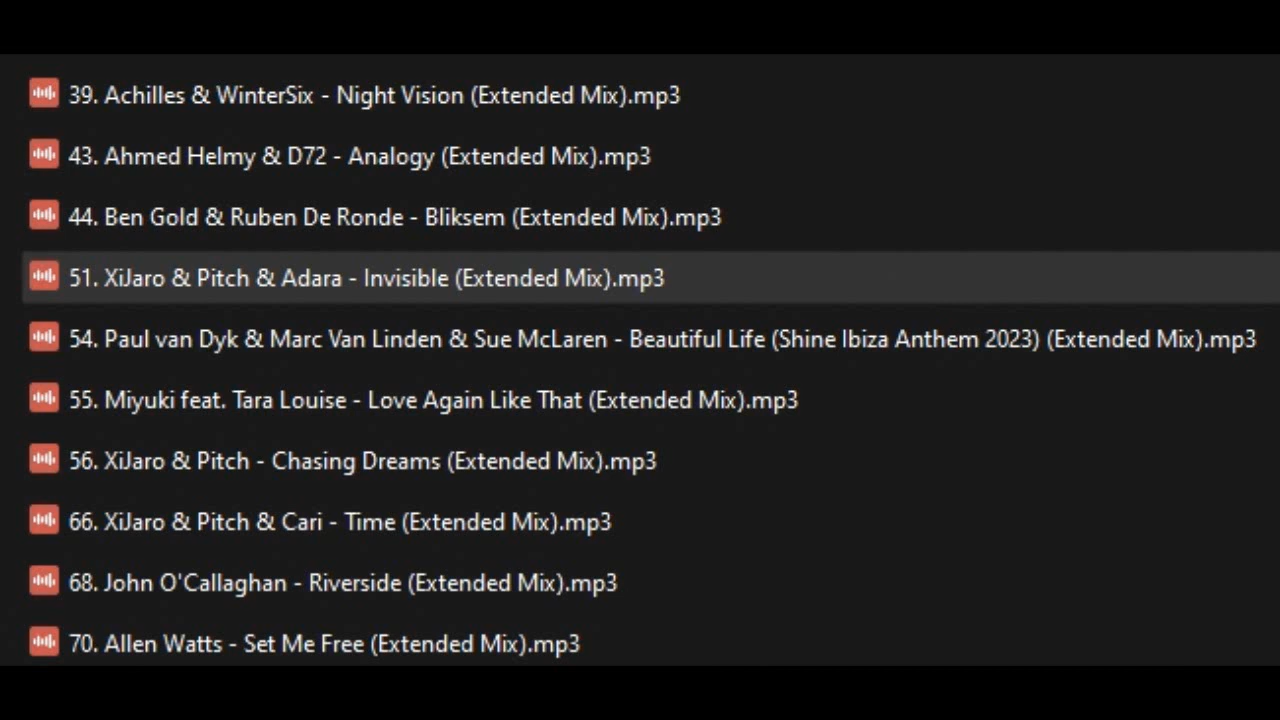 39. Achilles & WinterSix - Night Vision (Extended Mix).mp3
43. Ahmed Helmy & D72 - Analogy (Extended Mix).mp3
44. Ben Gold & Ruben De Ronde - Bliksem (Extended Mix).mp3
51. XiJaro & Pitch & Adara - Invisible (Extended Mix).mp3
54. Paul van Dyk & Marc Van Linden & Sue McLaren - Beautiful Life (Shine Ibiza Anthem 2023) (Extended Mix).mp3
55. Miyuki feat. Tara Louise - Love Again Like That (Extended Mix).mp3
56. XiJaro & Pitch - Chasing Dreams (Extended Mix).mp3
66. XiJaro & Pitch & Cari - Time (Extended Mix).mp3
68. John O'Callaghan - Riverside (Extended Mix).mp3
70. Allen Watts - Set Me Free (Extended Mix).mp3